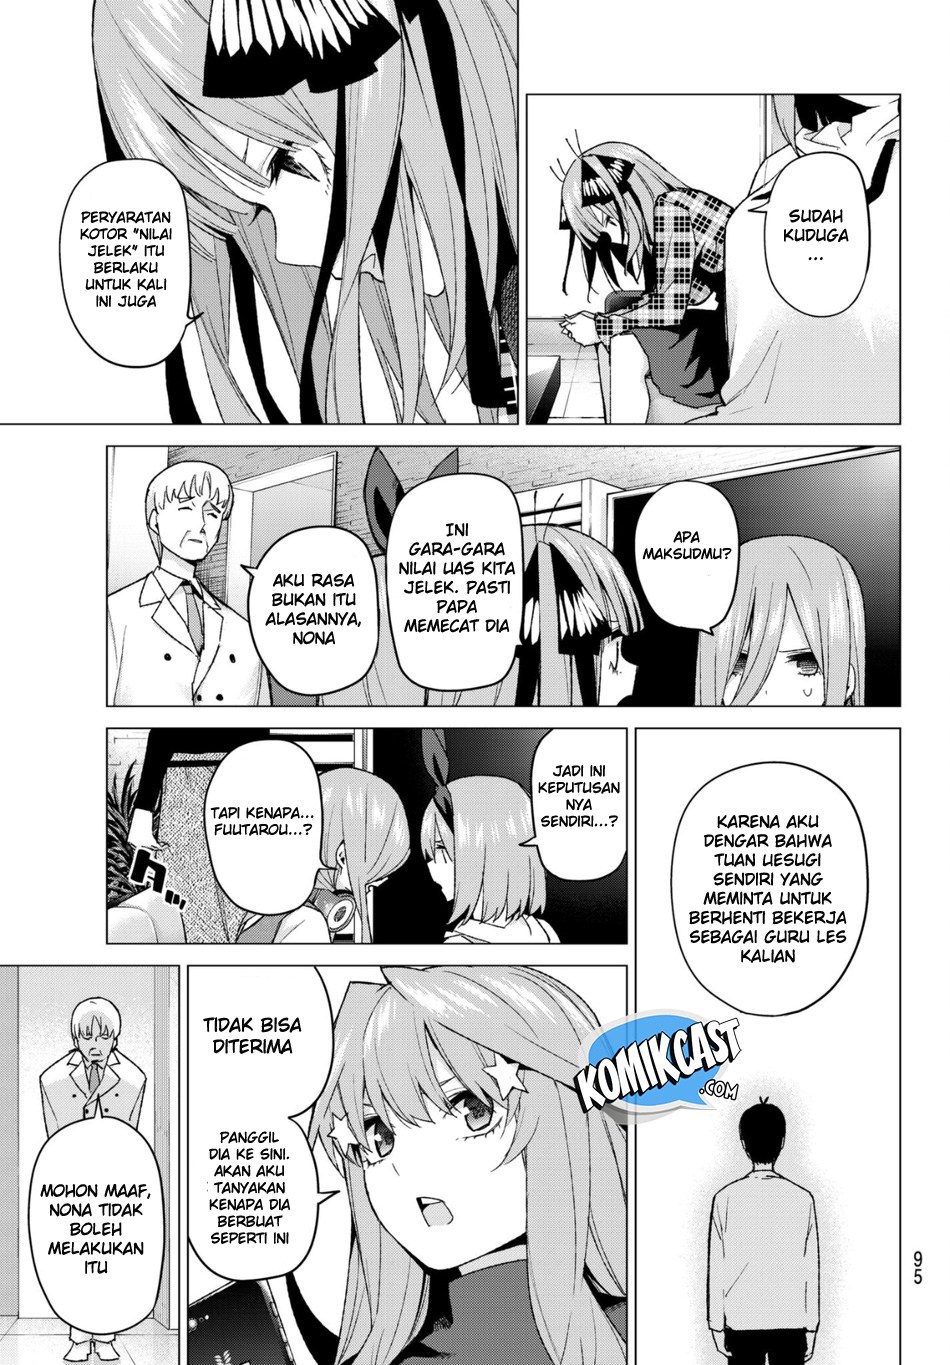 SUDAH
KUDUGA
...
PERYARATAN
KOTOR "NILAI
JELEK" ITU
BERLAKU
UNTUK KALI
INI JUGA
APA
MAKSUDMU?
INI
GARA-GARA
NILAI UAS KITA
JELEK. PASTI
PAPA
MEMECAT DIA
AKU RASA
BUKAN ITU
ALASANNYA,
NONA
KARENA AKU
DENGAR BAHWA
TUAN UESUGI
SENDIRI YANG
MEMINTA UNTUK
BERHENTI BEKERJA
SEBAGAI GURU LES
KALIAN
JADI INI
KEPUTUSAN
NYA
SENDIRI...?
TAPI KENAPA...
FUUTAROU...?
TIDAK BISA
DITERIMA
PANGGIL
DIA KE SINI.
AKAN AKU
TANYAKAN
KENAPA DIA
BERBUAT
SEPERTI INI
MOHON MAAF,
NONA TIDAK
BOLEH
MELAKUKAN
ITU
KOMIKCAST
.COM
95